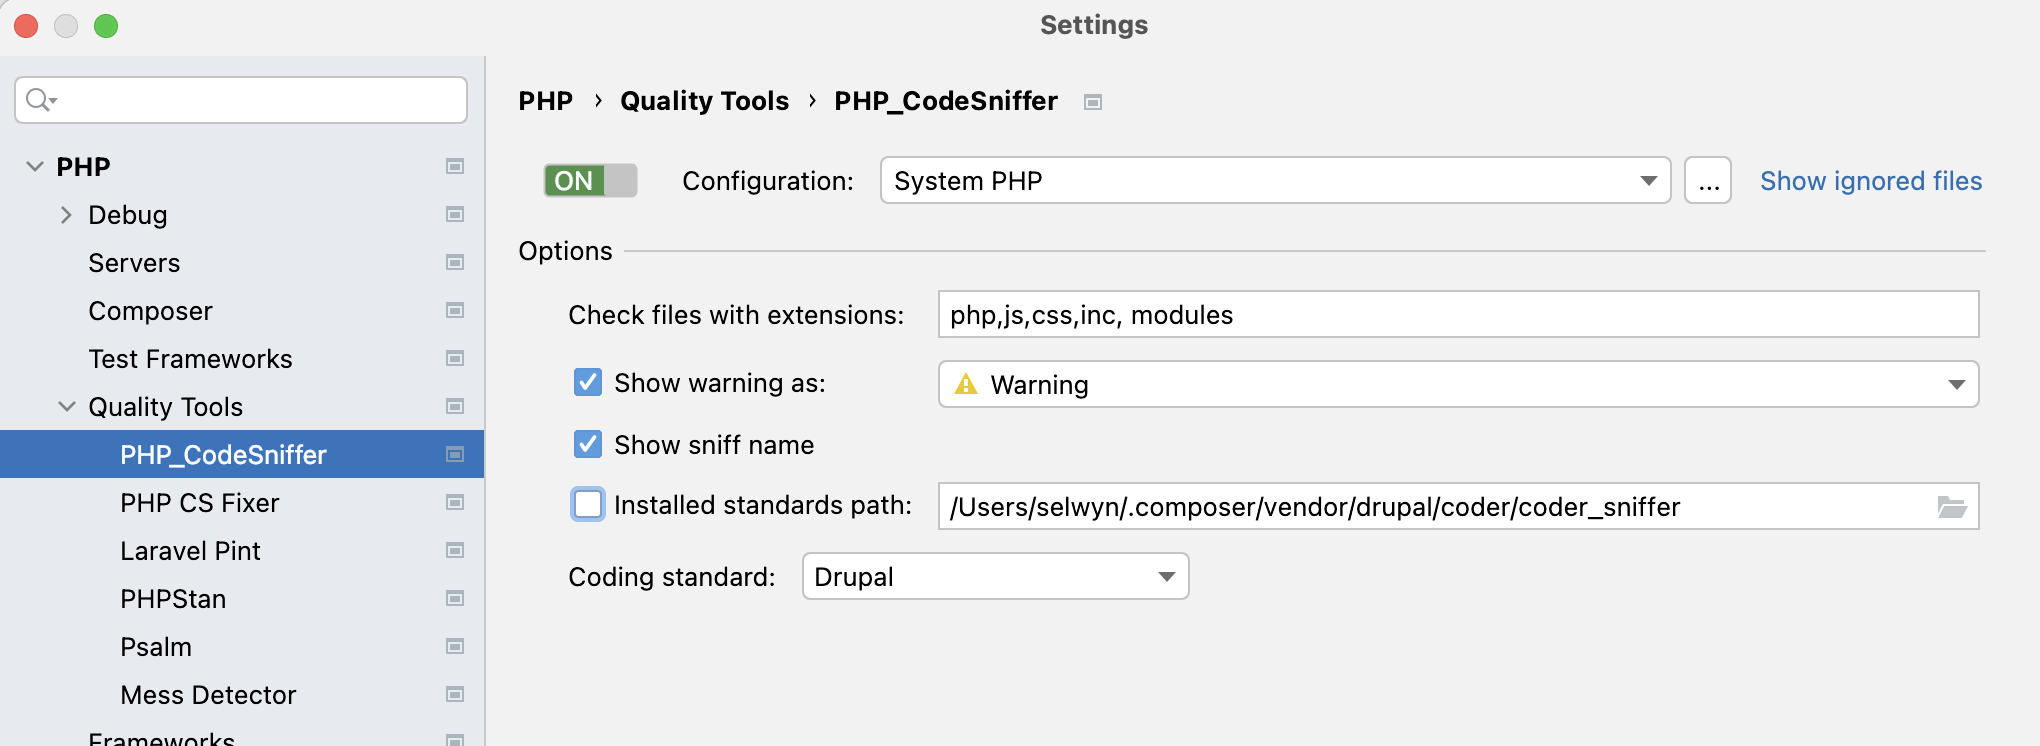 Settings
PHP
Debug
Servers
Composer
Test Frameworks
Quality Tools
PHP_CodeSniffer
PHP CS Fixer
Laravel Pint
PHPStan
Psalm
Mess Detector
Frameworks
PHP › Quality Tools › PHP_CodeSniffer
ON Configuration: System PHP ... Show ignored files
Options
Check files with extensions: php,js,css,inc, modules
Show warning as: Warning
Show sniff name
Installed standards path: /Users/selwyn/.composer/vendor/drupal/coder/coder_sniffer
Coding standard: Drupal